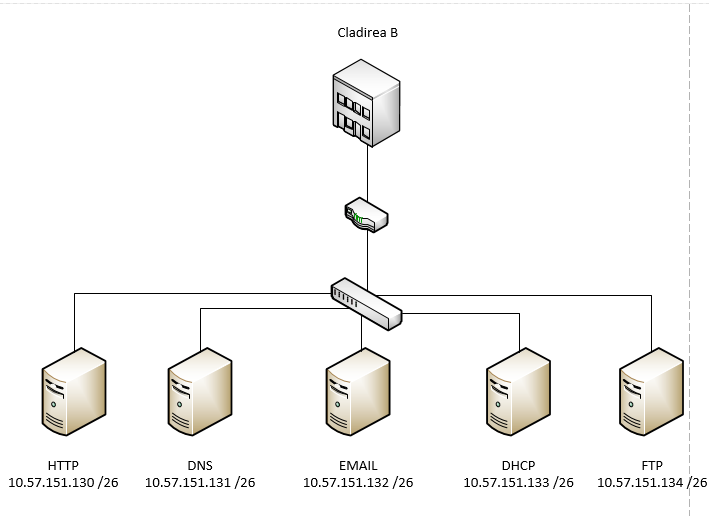 Cladirea B
HTTP
10.57.151.130 /26
DNS
10.57.151.131 /26
EMAIL
10.57.151.132 /26
DHCP
10.57.151.133 /26
FTP
10.57.151.134 /26